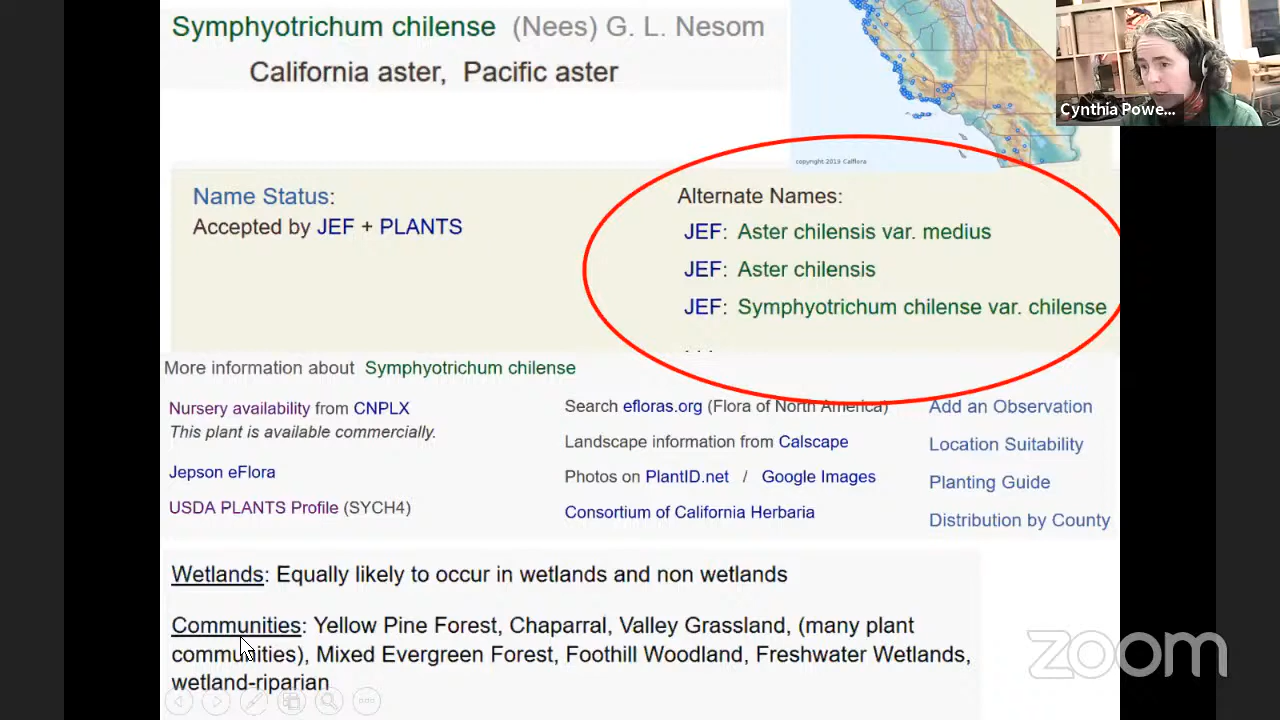 Symphyotrichum chilense (Nees) G. L. Nesom
California aster, Pacific aster
Cynthia Powe...
copyright 2019 Calflora
Name Status:
Accepted by JEF + PLANTS
Alternate Names:
JEF: Aster chilensis var. medius
JEF: Aster chilensis
JEF: Symphyotrichum chilense var. chilense
. . .
More information about Symphyotrichum chilense
Nursery availability from CNPLX
This plant is available commercially.
Jepson eFlora
USDA PLANTS Profile (SYCH4)
Search efloras.org (Flora of North America)
Landscape information from Calscape
Photos on PlantID.net / Google Images
Consortium of California Herbaria
Add an Observation
Location Suitability
Planting Guide
Distribution by County
Wetlands: Equally likely to occur in wetlands and non wetlands
Communities: Yellow Pine Forest, Chaparral, Valley Grassland, (many plant
communities), Mixed Evergreen Forest, Foothill Woodland, Freshwater Wetlands,
wetland-riparian
zoom